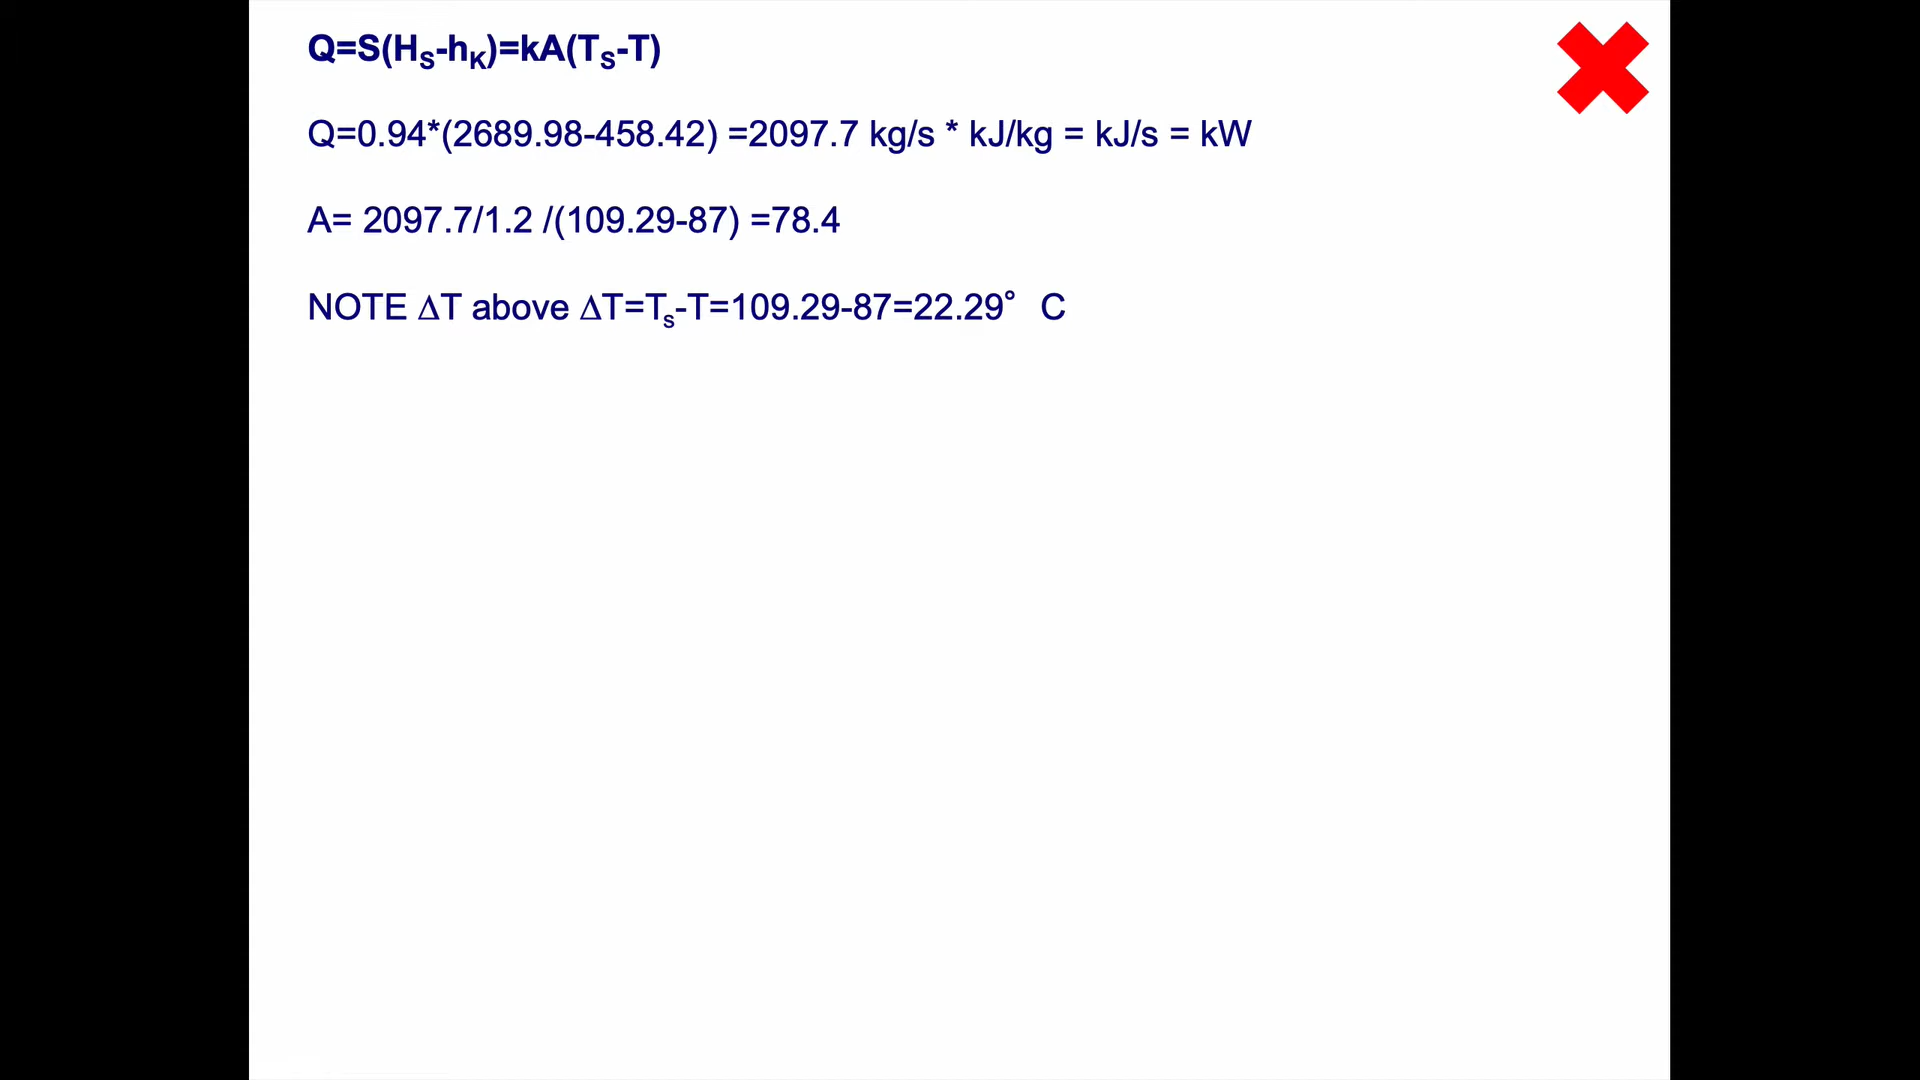 Q=S(HS-hK)=kA(TS-T)
Q=0.94*(2689.98-458.42) =2097.7 kg/s * kJ/kg = kJ/s = kW
A= 2097.7/1.2 /(109.29-87) =78.4
NOTE ΔT above ΔT=Ts-T=109.29-87=22.29° C